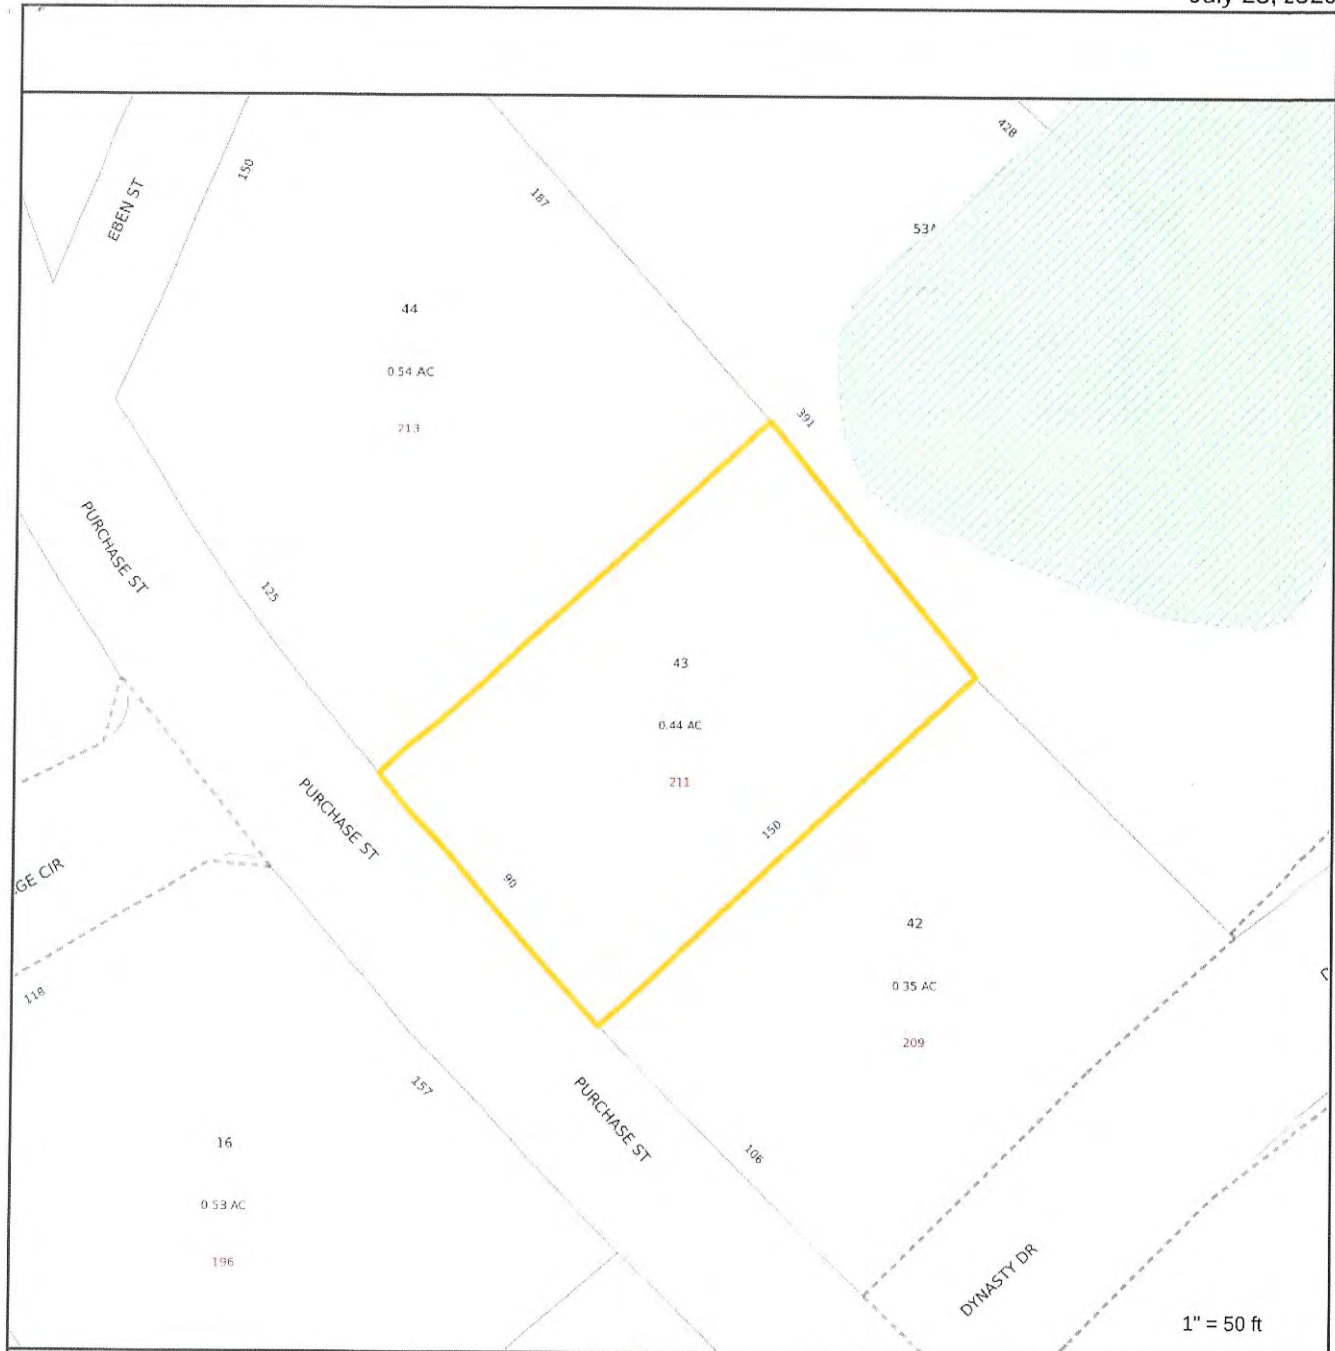 428
150
187
EBEN ST
53
44
0 54 AC
213
391
PURCHASE ST
125
43
0.44 AC
211
PURCHASE ST
150
GE CIR
90
42
0 35 AC
209
118
157
PURCHASE ST
106
16
0 53 AC
196
DYNASTY DR
1" = 50 ft